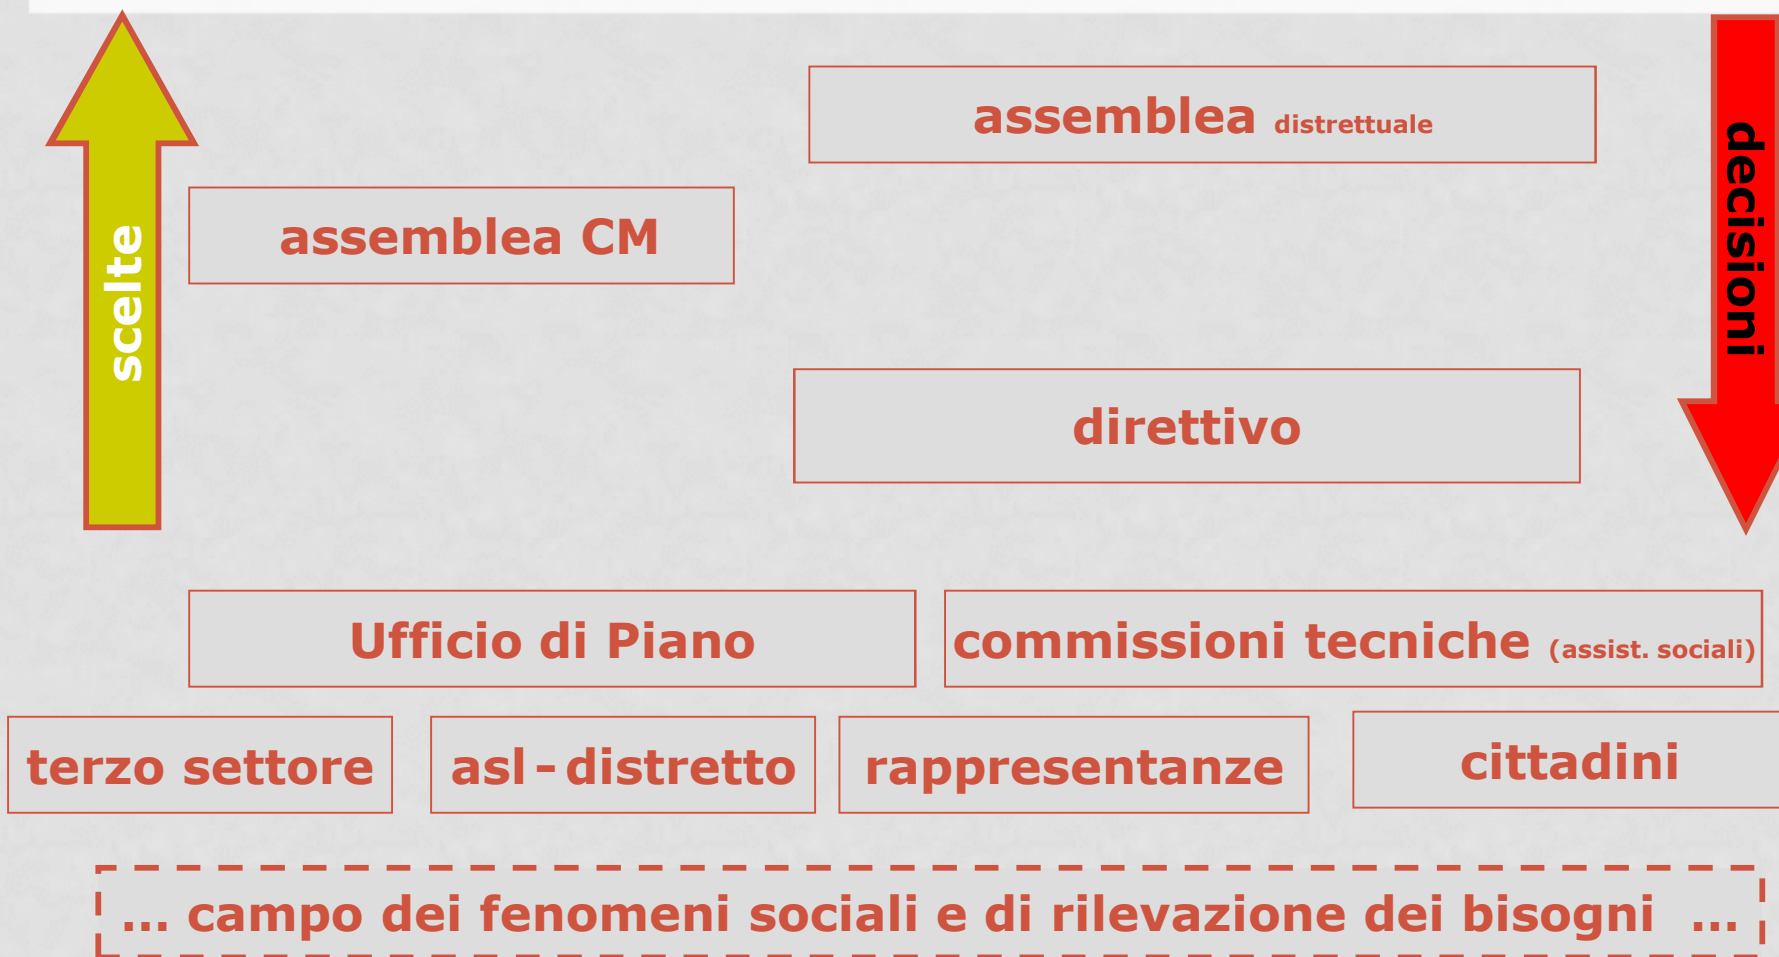 assemblea distrettuale
decisioni
assemblea CM
scelte
direttivo
Ufficio di Piano
commissioni tecniche (assist. sociali)
terzo settore
asl-distretto
rappresentanze
cittadini
... campo dei fenomeni sociali e di rilevazione dei bisogni ...